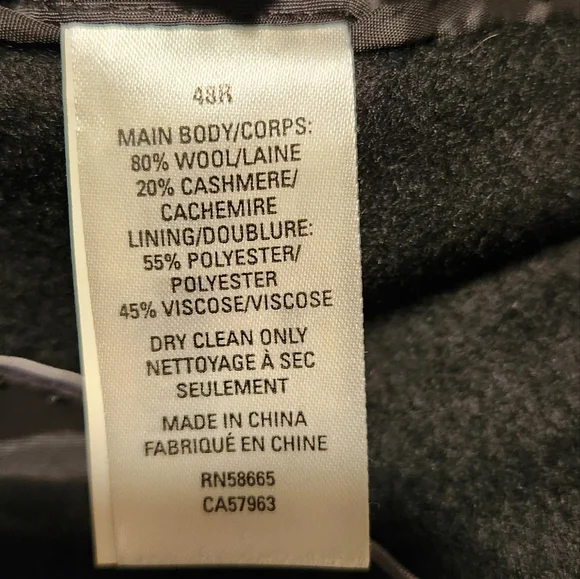 48R
MAIN BODY/CORPS:
80% WOOL/LAINE
20% CASHMERE/
CACHEMIRE
LINING/DOUBLURE:
55% POLYESTER/
POLYESTER
45% VISCOSE/VISCOSE
DRY CLEAN ONLY
NETTOYAGE À SEC
SEULEMENT
MADE IN CHINA
FABRIQUÉ EN CHINE
RN58665
CA57963